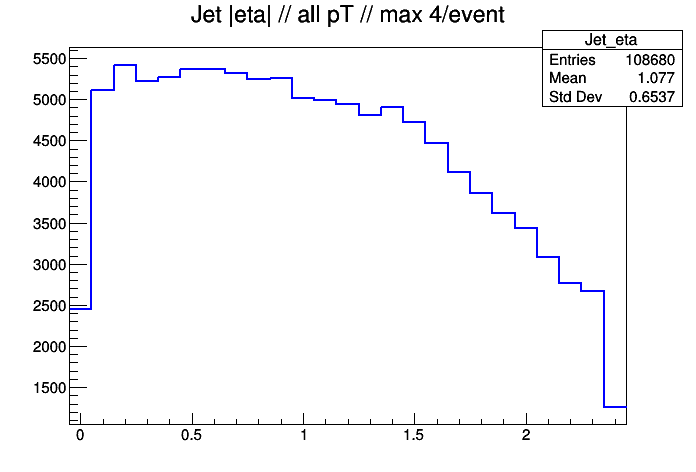 Jet |eta| // all pT // max 4/event
Jet_eta
Entries 108680
Mean 1.077
Std Dev 0.6537
5500
5000
4500
4000
3500
3000
2500
2000
1500
0 0.5 1 1.5 2